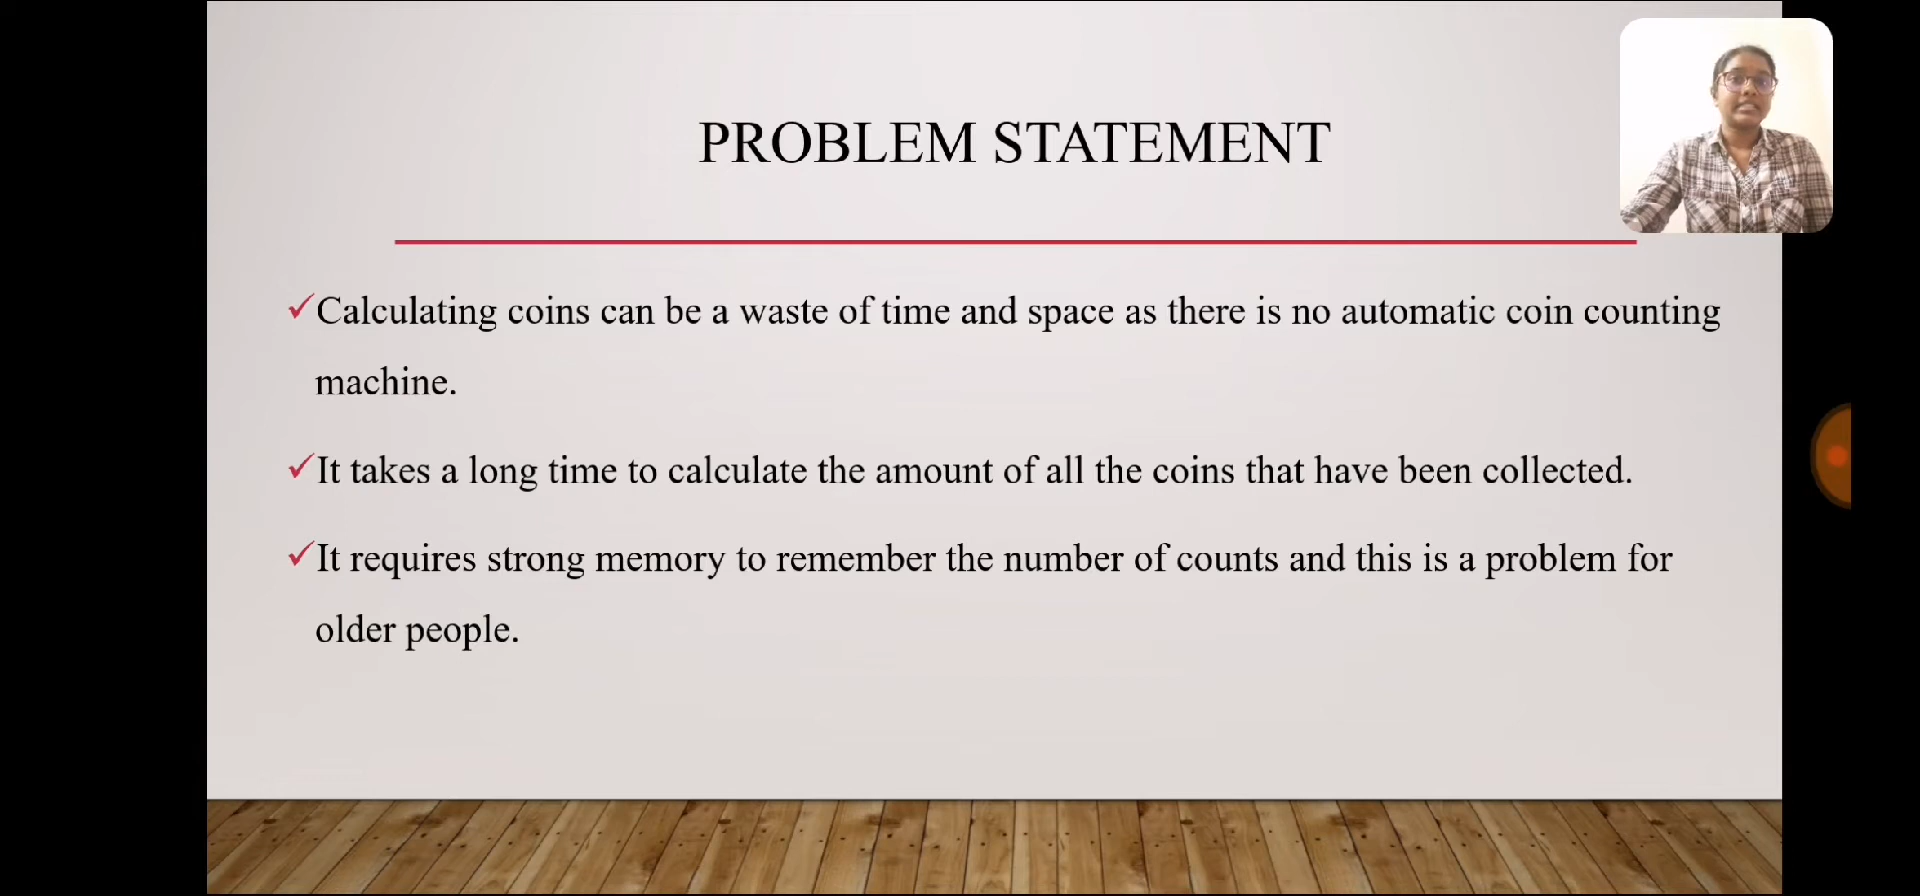 PROBLEM STATEMENT
Calculating coins can be a waste of time and space as there is no automatic coin counting
machine.
It takes a long time to calculate the amount of all the coins that have been collected.
It requires strong memory to remember the number of counts and this is a problem for
older people.